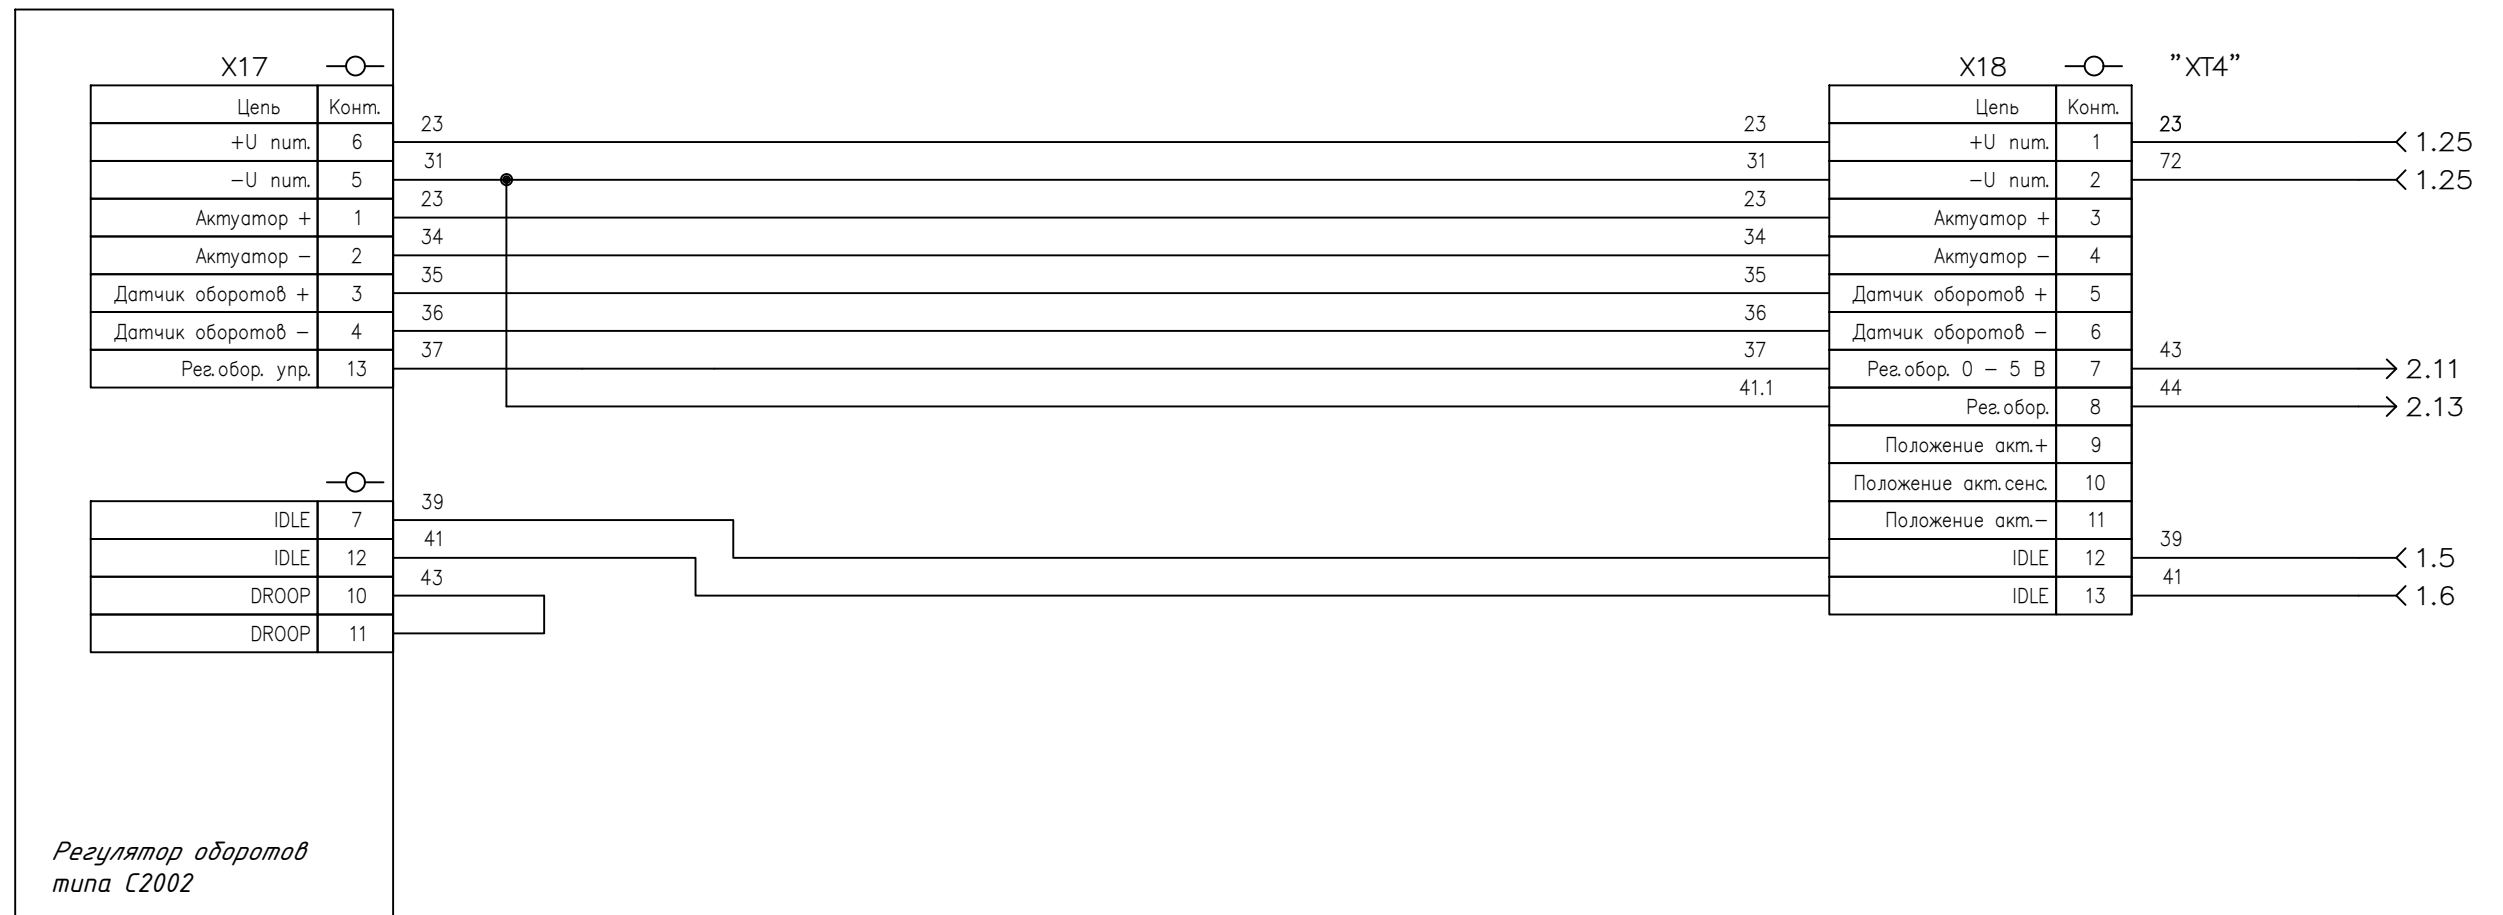 X17
Цепь Конт.
23
+U пит. 6
31
−U пит. 5
23
Актуатор + 1
34
Актуатор − 2
35
Датчик оборотов + 3
36
Датчик оборотов − 4
37
Рег.обор. упр. 13
39
IDLE 7
41
IDLE 12
43
DROOP 10
DROOP 11
Регулятор оборотов
типа С2002
X18 "XT4"
Цепь Конт.
23 23
+U пит. 1 1.25
31 72
−U пит. 2 1.25
23
Актуатор + 3
34
Актуатор − 4
35
Датчик оборотов + 5
36
Датчик оборотов − 6
37 43
Рег.обор. 0 − 5 В 7 2.11
41.1 44
Рег.обор. 8 2.13
Положение акт.+ 9
Положение акт.сенс. 10
Положение акт.− 11
39
IDLE 12 1.5
41
IDLE 13 1.6